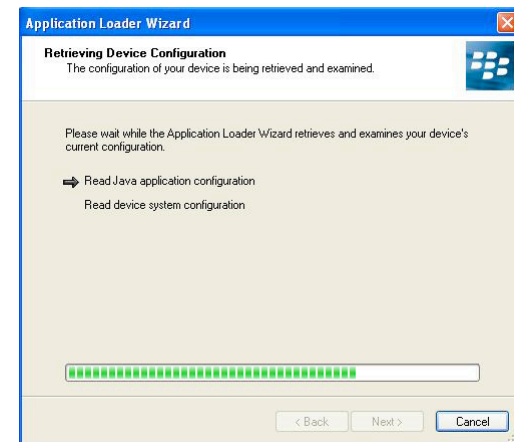 Application Loader Wizard
Retrieving Device Configuration
The configuration of your device is being retrieved and examined.
Please wait while the Application Loader Wizard retrieves and examines your device's
current configuration.
Read Java application configuration
Read device system configuration
< Back
Next >
Cancel